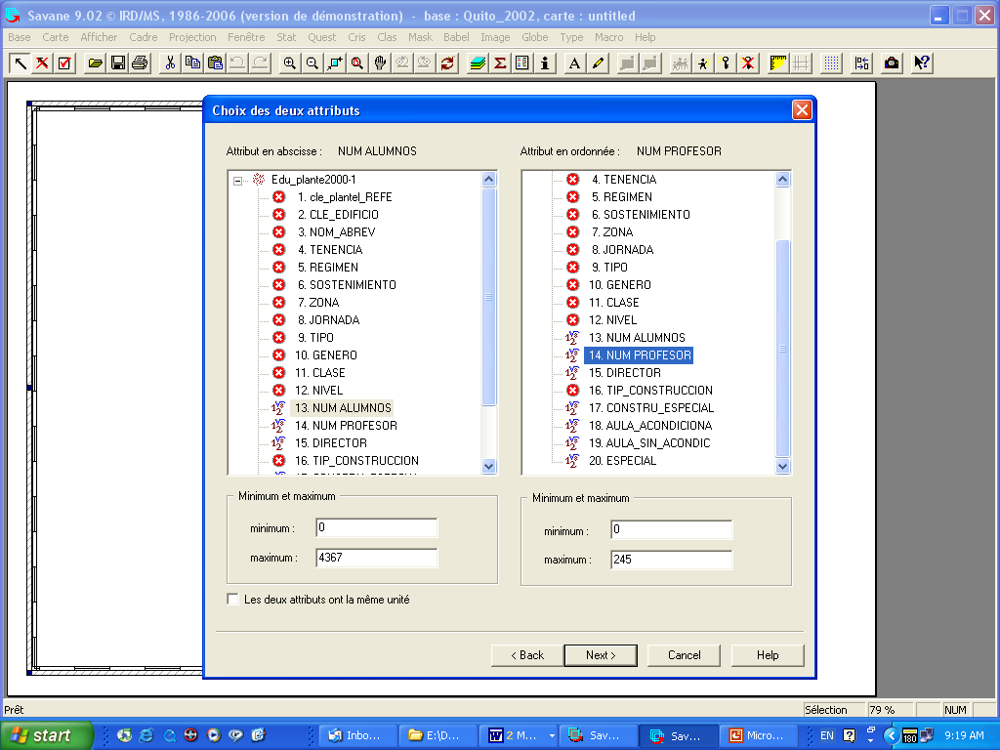 Savane 9.02 © IRD/MS, 1986-2006 (version de démonstration) - base : Quito_2002, carte : untitled
Base Carte Afficher Cadre Projection Fenêtre Stat Quest Cris Clas Mask Babel Image Globe Type Macro Help
Choix des deux attributs
Attribut en abscisse : NUM ALUMNOS
Edu_plante2000-1
1. cle_plantel_REFE
2. CLE_EDIFICIO
3. NOM_ABREV
4. TENENCIA
5. REGIMEN
6. SOSTENIMIENTO
7. ZONA
8. JORNADA
9. TIPO
10. GENERO
11. CLASE
12. NIVEL
13. NUM ALUMNOS
14. NUM PROFESOR
15. DIRECTOR
16. TIP_CONSTRUCCION
Minimum et maximum
minimum : 0
maximum : 4367
Les deux attributs ont la même unité
Attribut en ordonnée : NUM PROFESOR
4. TENENCIA
5. REGIMEN
6. SOSTENIMIENTO
7. ZONA
8. JORNADA
9. TIPO
10. GENERO
11. CLASE
12. NIVEL
13. NUM ALUMNOS
14. NUM PROFESOR
15. DIRECTOR
16. TIP_CONSTRUCCION
17. CONSTRU_ESPECIAL
18. AULA_ACONDICIONA
19. AULA_SIN_ACONDIC
20. ESPECIAL
Minimum et maximum
minimum : 0
maximum : 245
< Back Next > Cancel Help
Prêt Sélection 79 % NUM
start Inbo... E:\D... 2 M... Sav... Sav... Micro... EN 180 9:19 AM